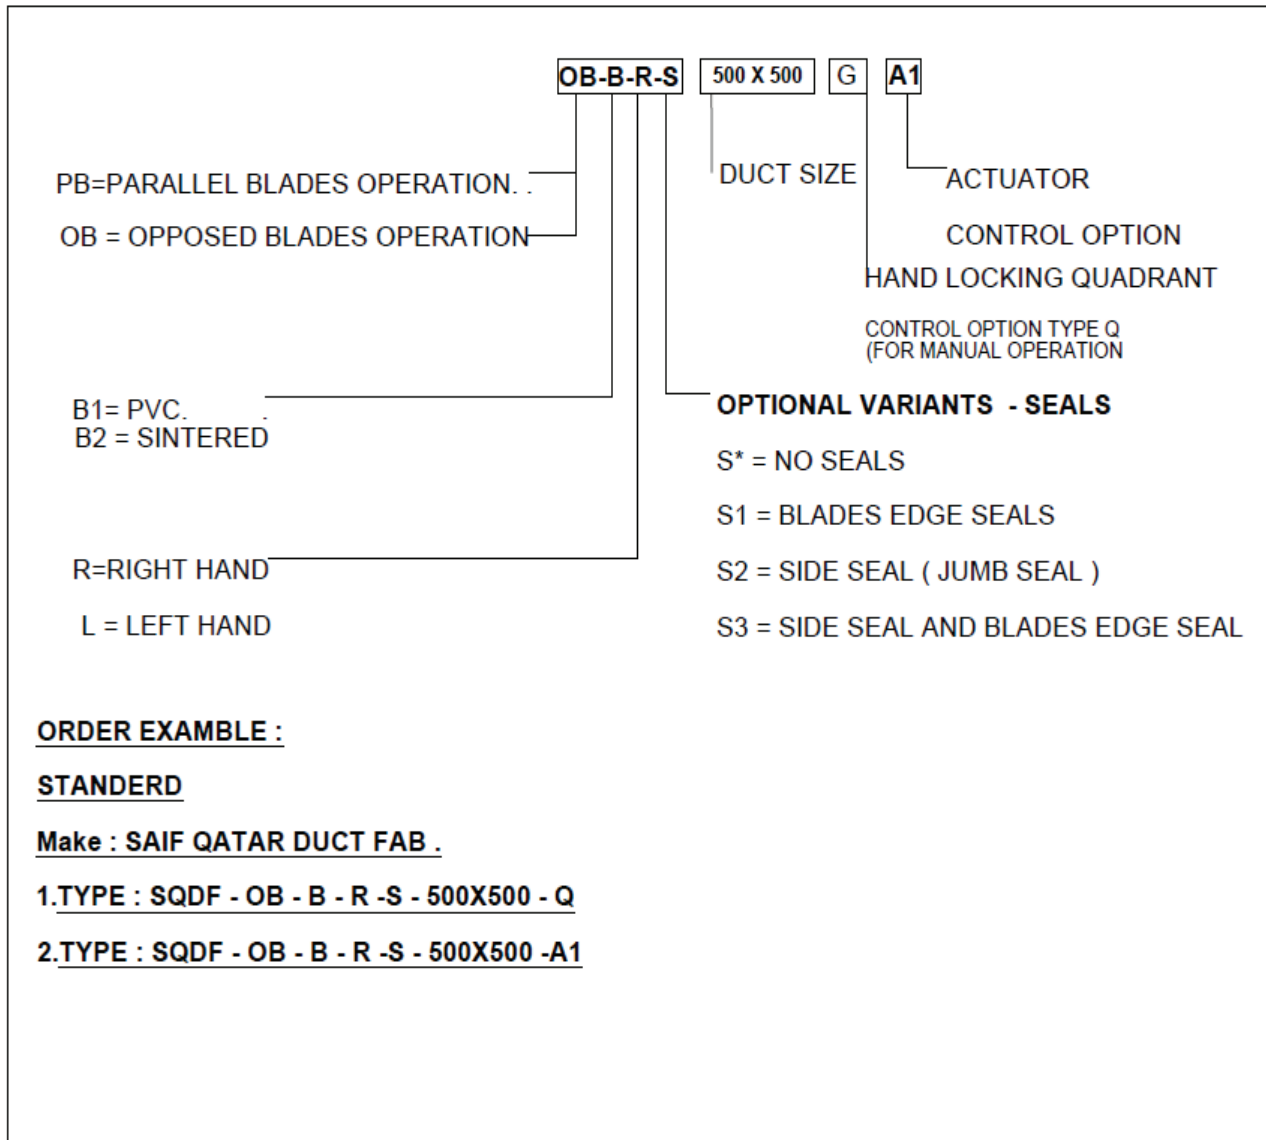 OB-B-R-S 500 X 500 G A1
PB=PARALLEL BLADES OPERATION. .
OB = OPPOSED BLADES OPERATION
DUCT SIZE
ACTUATOR
CONTROL OPTION
HAND LOCKING QUADRANT
CONTROL OPTION TYPE Q
(FOR MANUAL OPERATION
B1= PVC. .
B2 = SINTERED
OPTIONAL VARIANTS - SEALS
S* = NO SEALS
S1 = BLADES EDGE SEALS
S2 = SIDE SEAL ( JUMB SEAL )
S3 = SIDE SEAL AND BLADES EDGE SEAL
R=RIGHT HAND
L = LEFT HAND
ORDER EXAMBLE :
STANDERD
Make : SAIF QATAR DUCT FAB .
1.TYPE : SQDF - OB - B - R -S - 500X500 - Q
2.TYPE : SQDF - OB - B - R -S - 500X500 -A1